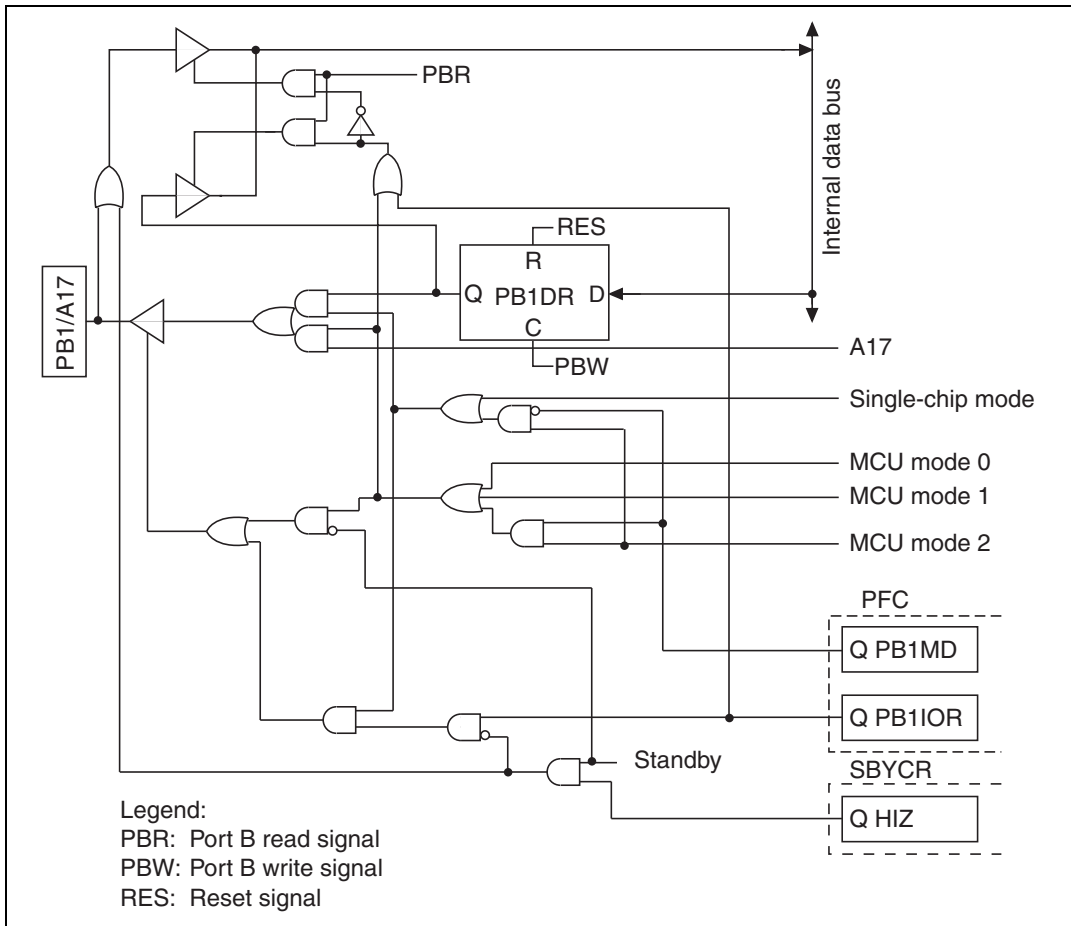 PBR
Internal data bus
RES
R
Q PB1DR D
C
PBW
PB1/A17
A17
Single-chip mode
MCU mode 0
MCU mode 1
MCU mode 2
PFC
Q PB1MD
Q PB1IOR
Standby
SBYCR
Q HIZ
Legend:
PBR: Port B read signal
PBW: Port B write signal
RES: Reset signal